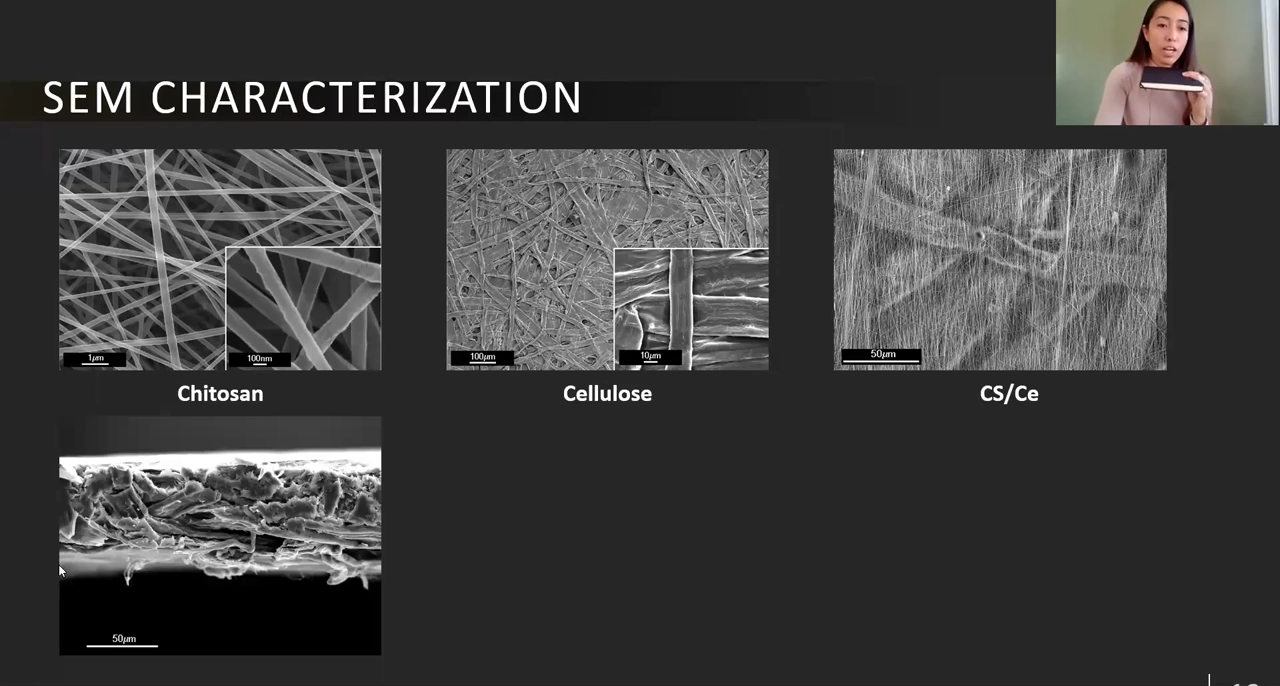 SEM CHARACTERIZATION
1μm
100nm
100μm
10μm
50μm
Chitosan
Cellulose
CS/Ce
50μm